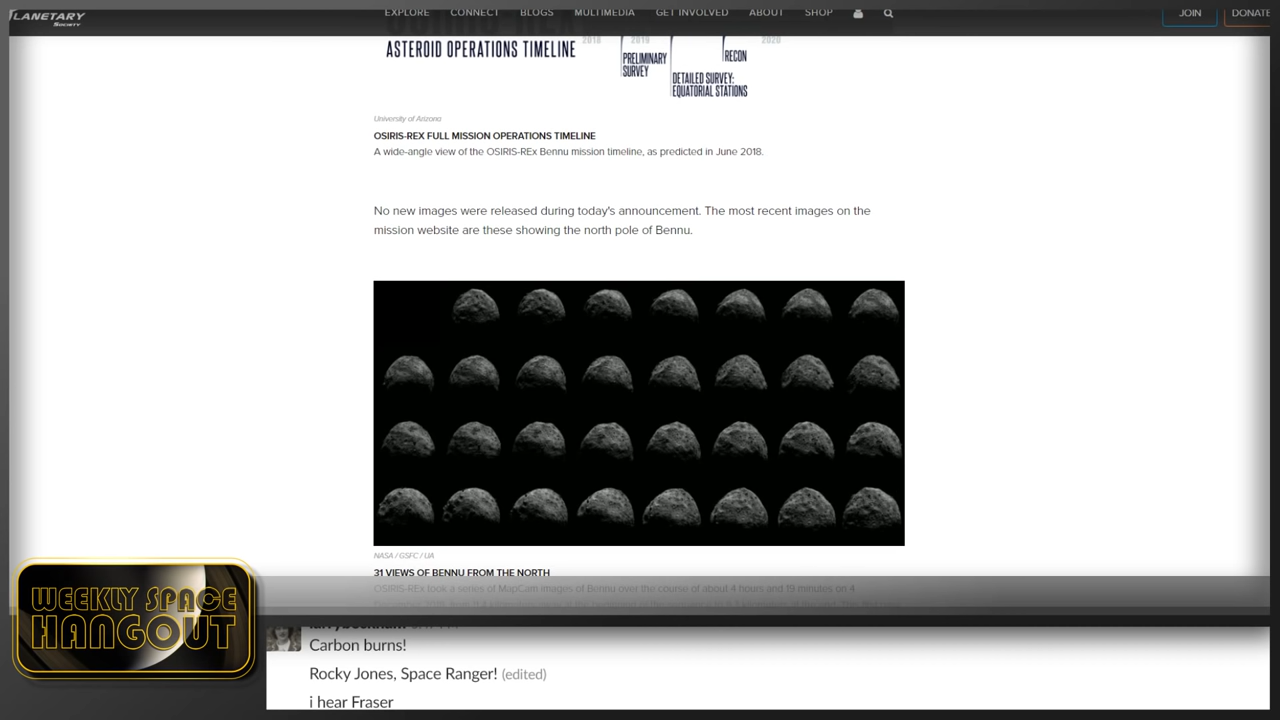 PLANETARY
SOCIETY
EXPLORE CONNECT BLOGS MULTIMEDIA GET INVOLVED ABOUT SHOP
JOIN
DONATE
ASTEROID OPERATIONS TIMELINE
2018
2019
2020
PRELIMINARY
SURVEY
RECON
DETAILED SURVEY:
EQUATORIAL STATIONS
University of Arizona
OSIRIS-REX FULL MISSION OPERATIONS TIMELINE
A wide-angle view of the OSIRIS-REx Bennu mission timeline, as predicted in June 2018.
No new images were released during today's announcement. The most recent images on the
mission website are these showing the north pole of Bennu.
NASA / GSFC / UA
31 VIEWS OF BENNU FROM THE NORTH
OSIRIS-REx took a series of MapCam images of Bennu over the course of about 4 hours and 19 minutes on 4
WEEKLY SPACE
HANGOUT
Carbon burns!
Rocky Jones, Space Ranger! (edited)
i hear Fraser